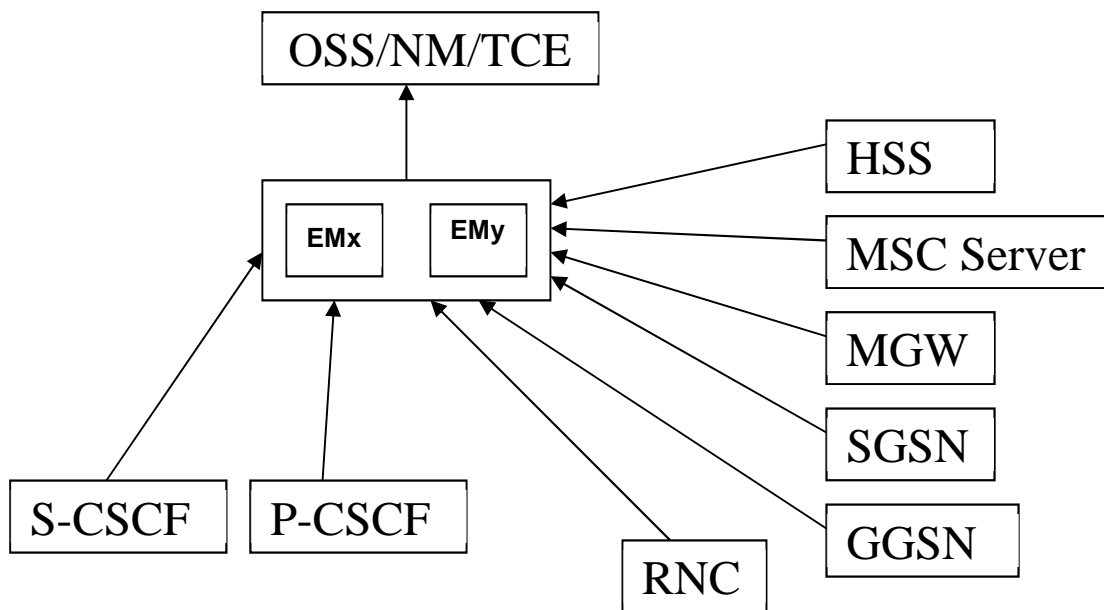 OSS/NM/TCE
HSS
EMx
EMy
MSC Server
MGW
SGSN
S-CSCF
P-CSCF
GGSN
RNC